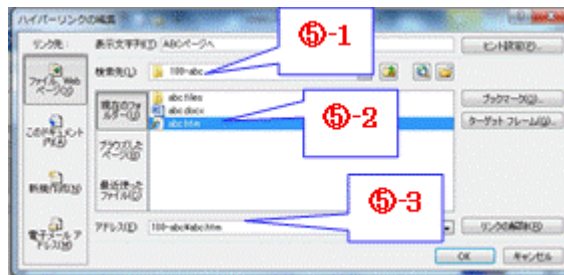 ハイパーリンクの編集
リンク先:
表示文字列(T) ABCページへ
ヒント設定(P)...
⑤-1
ファイル、Web ページ(X)
検索先(L)
100-abc
現在のフォルダー(U)
abc.files
abc.docx
abc.htm
⑤-2
ブックマーク(O)...
ターゲット フレーム(G)...
このドキュメント内(A)
ブラウズしたページ(B)
新規作成(N)
最近使ったファイル(C)
⑤-3
電子メール アドレス(M)
アドレス(E)
100-abc¥abc.htm
リンクの解除(R)
OK
キャンセル